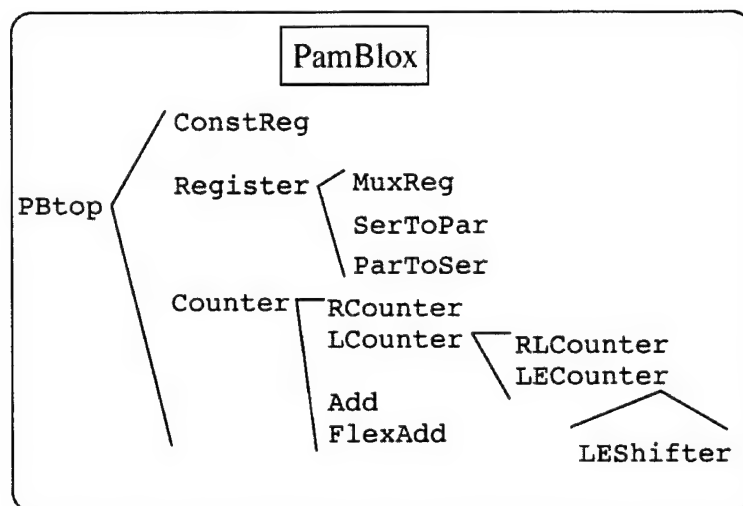 PamBlox
ConstReg
Register
MuxReg
PBtop
SerToPar
ParToSer
Counter
RCounter
LCounter
RLCounter
LECounter
Add
FlexAdd
LEShifter